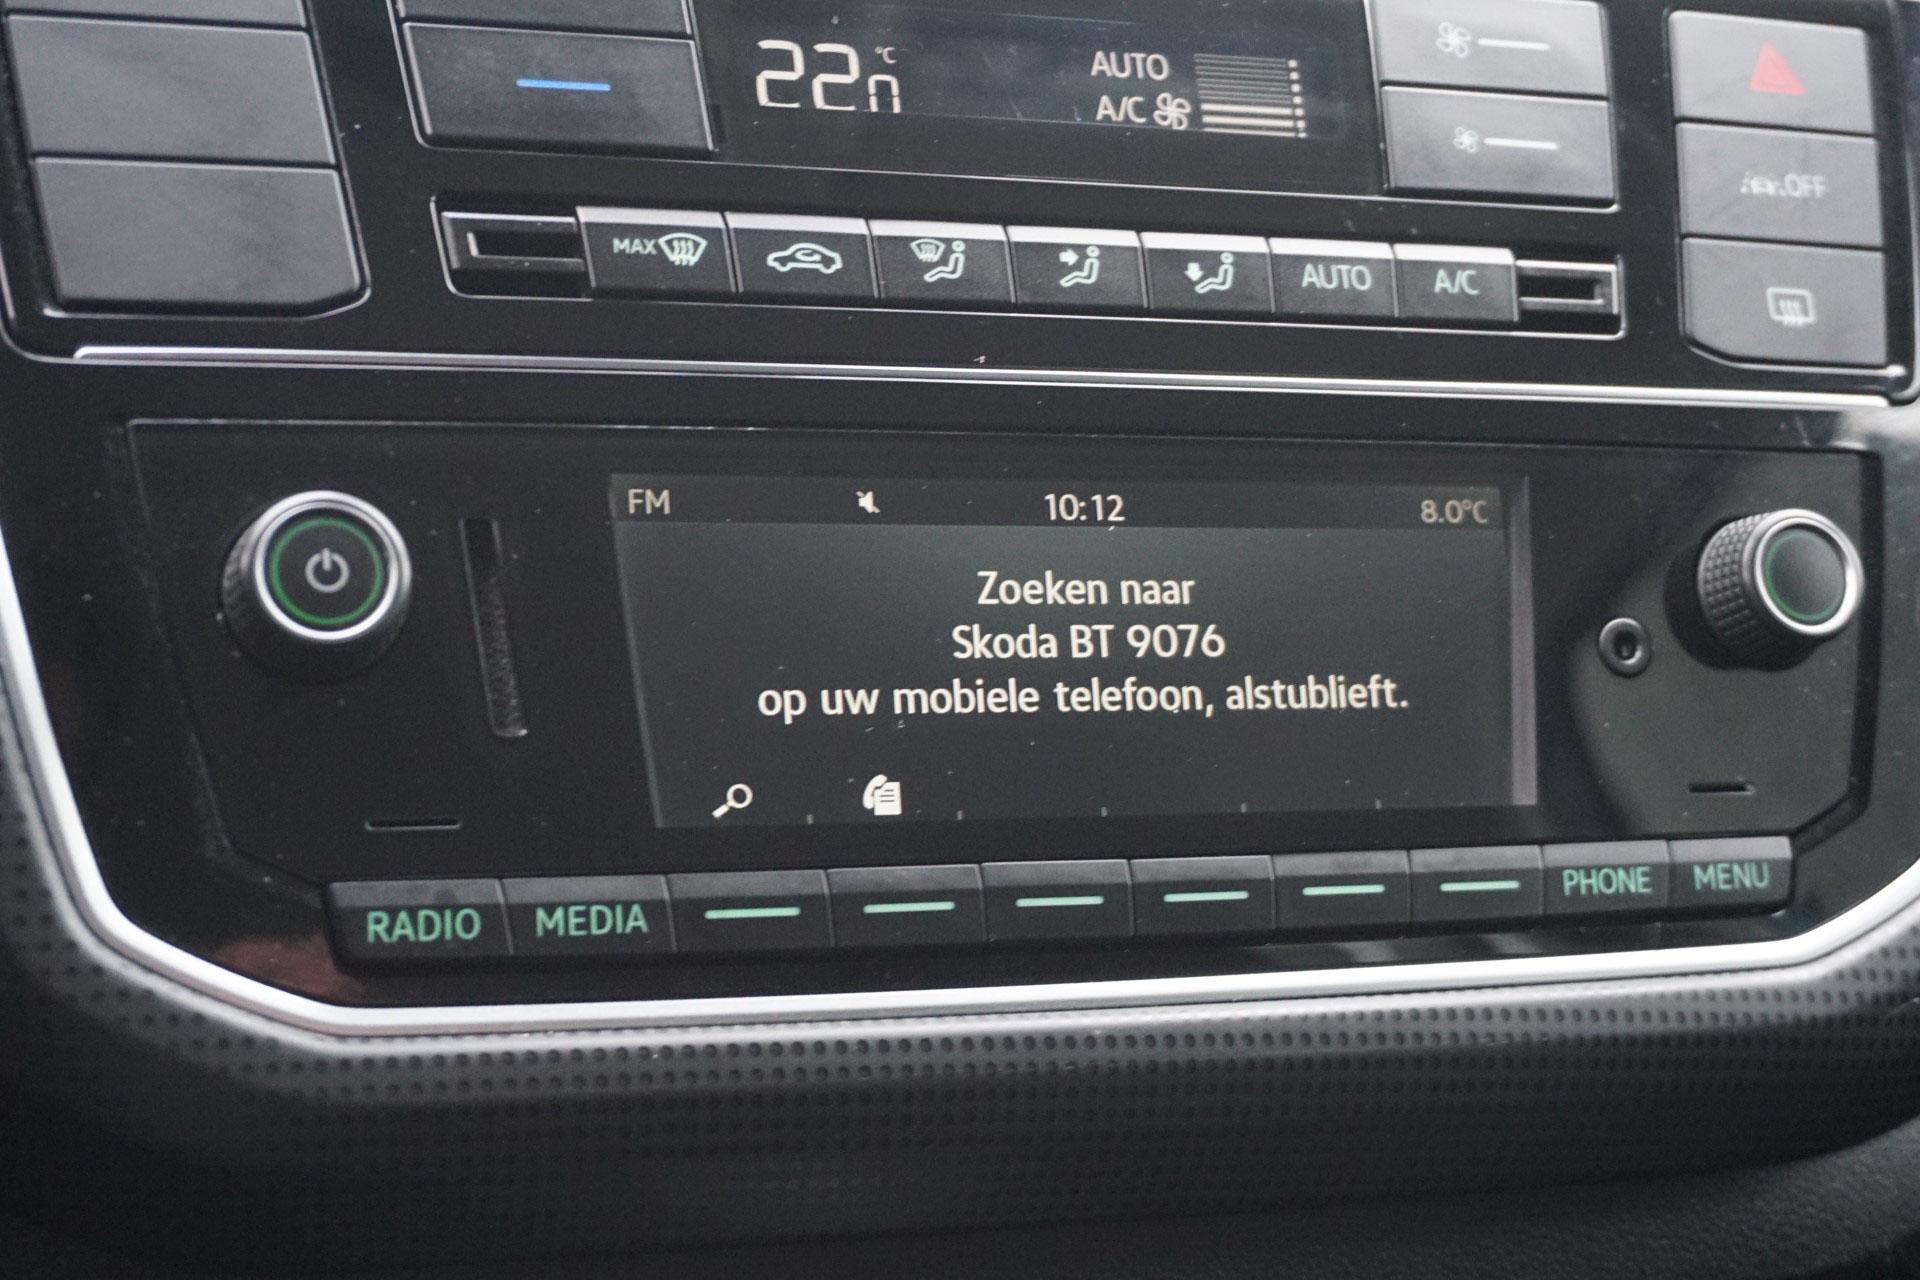 22.0 °C
AUTO
A/C
OFF
MAX
AUTO
A/C
FM 10:12 8.0°C
Zoeken naar
Skoda BT 9076
op uw mobiele telefoon, alstublieft.
RADIO MEDIA PHONE MENU